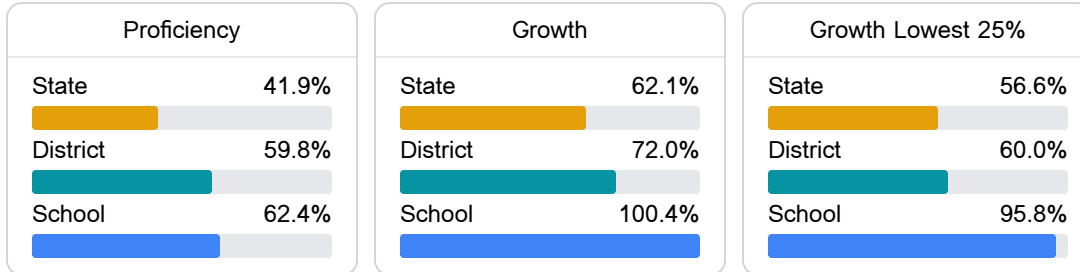 Proficiency
State 41.9%
District 59.8%
School 62.4%
Growth
State 62.1%
District 72.0%
School 100.4%
Growth Lowest 25%
State 56.6%
District 60.0%
School 95.8%